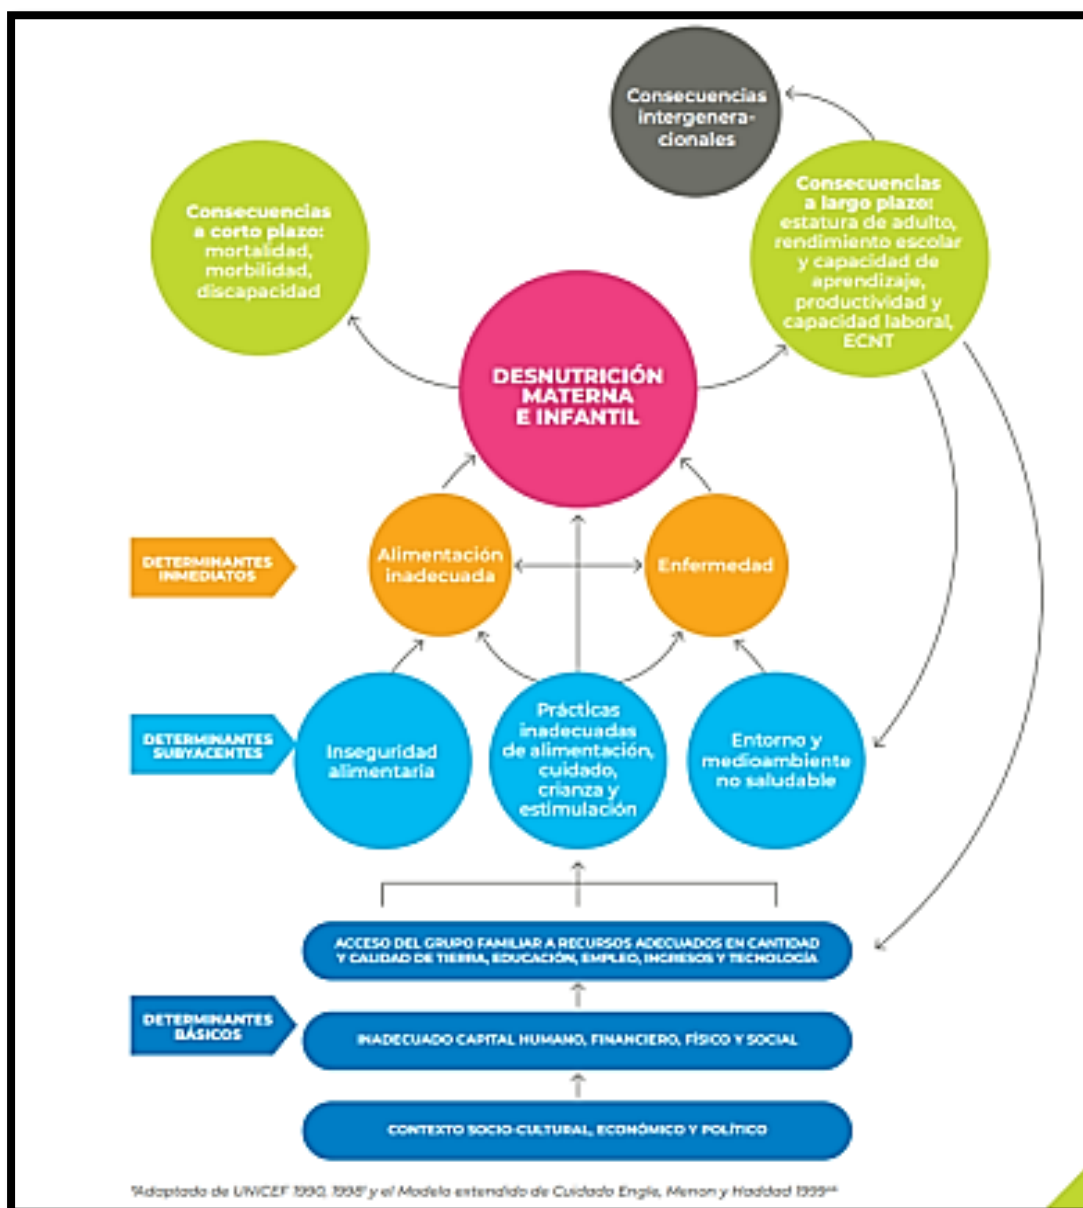 Consecuencias
intergenera-
cionales
Consecuencias
a corto plazo:
mortalidad,
morbilidad,
discapacidad
Consecuencias
a largo plazo:
estatura de adulto,
rendimiento escolar
y capacidad de
aprendizaje,
productividad y
capacidad laboral,
ECNT
DESNUTRICIÓN
MATERNA
E INFANTIL
DETERMINANTES
INMEDIATOS
Alimentación
inadecuada
Enfermedad
DETERMINANTES
SUBYACENTES
Inseguridad
alimentaria
Prácticas
inadecuadas
de alimentación,
cuidado,
crianza y
estimulación
Entorno y
medioambiente
no saludable
ACCESO DEL GRUPO FAMILIAR A RECURSOS ADECUADOS EN CANTIDAD
Y CALIDAD DE TIERRA, EDUCACIÓN, EMPLEO, INGRESOS Y TECNOLOGÍA
DETERMINANTES
BÁSICOS
INADECUADO CAPITAL HUMANO, FINANCIERO, FÍSICO Y SOCIAL
CONTEXTO SOCIO-CULTURAL, ECONÓMICO Y POLÍTICO
*Adaptado de UNICEF 1990, 1998* y el Modelo extendido de Cuidado Engle, Menon y Haddad 1999**